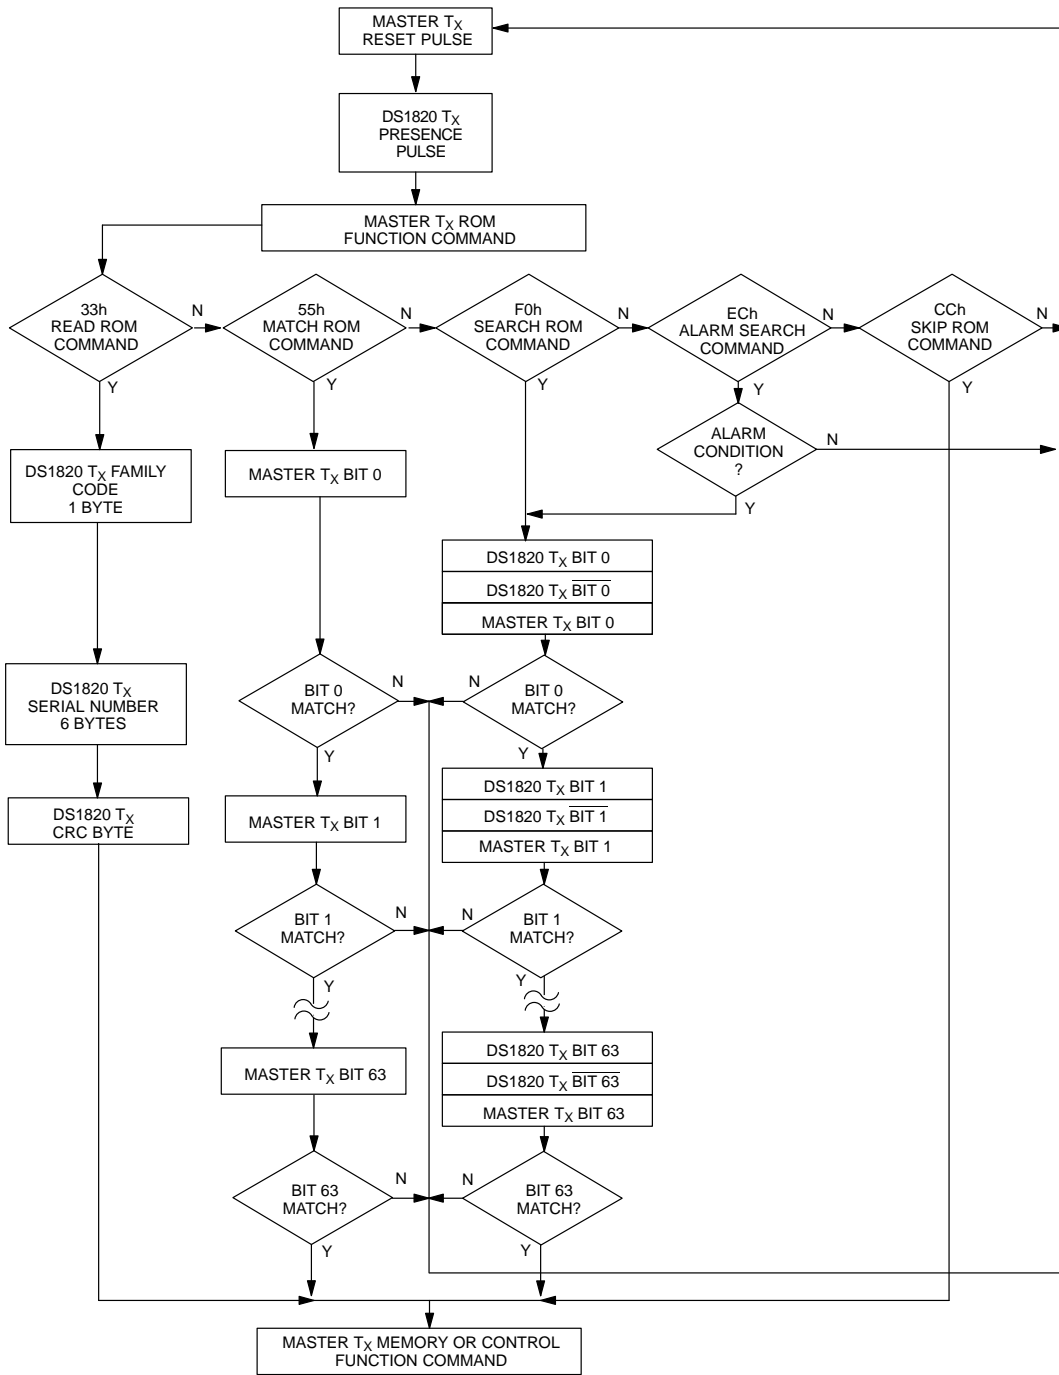 MASTER TX
RESET PULSE
DS1820 TX
PRESENCE
PULSE
MASTER TX ROM
FUNCTION COMMAND
33h
READ ROM
COMMAND
N
Y
55h
MATCH ROM
COMMAND
N
Y
F0h
SEARCH ROM
COMMAND
N
Y
ECh
ALARM SEARCH
COMMAND
N
Y
CCh
SKIP ROM
COMMAND
N
Y
ALARM
CONDITION
?
N
Y
DS1820 TX FAMILY
CODE
1 BYTE
DS1820 TX
SERIAL NUMBER
6 BYTES
DS1820 TX
CRC BYTE
MASTER TX BIT 0
BIT 0
MATCH?
N
Y
MASTER TX BIT 1
BIT 1
MATCH?
N
Y
MASTER TX BIT 63
BIT 63
MATCH?
N
Y
DS1820 TX BIT 0
DS1820 TX BIT 0
MASTER TX BIT 0
BIT 0
MATCH?
N
Y
DS1820 TX BIT 1
DS1820 TX BIT 1
MASTER TX BIT 1
BIT 1
MATCH?
N
Y
DS1820 TX BIT 63
DS1820 TX BIT 63
MASTER TX BIT 63
BIT 63
MATCH?
N
Y
MASTER TX MEMORY OR CONTROL
FUNCTION COMMAND